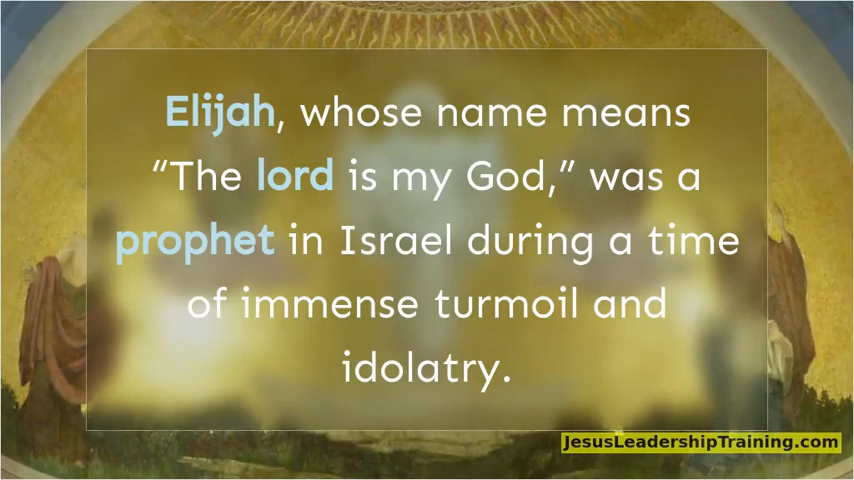 Elijah, whose name means
“The lord is my God,” was a
prophet in Israel during a time
of immense turmoil and
idolatry.
JesusLeadershipTraining.com